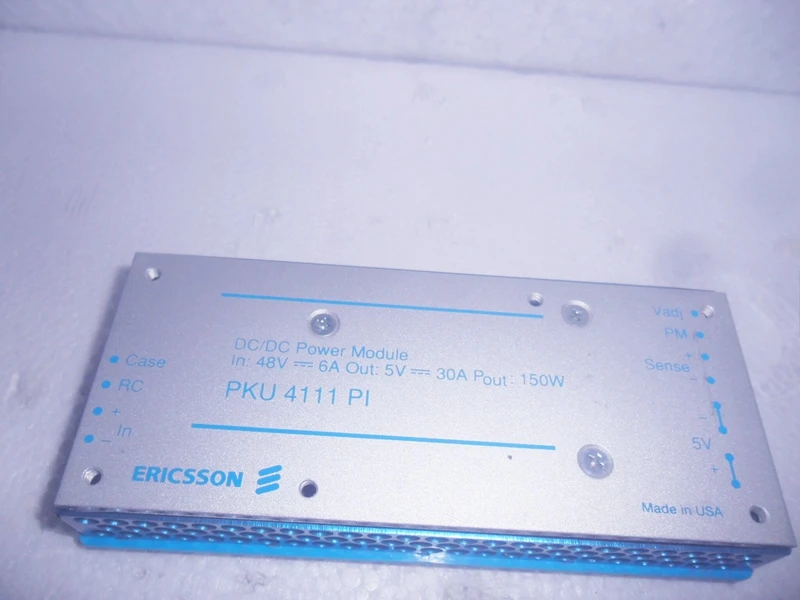 DC/DC Power Module
In: 48V ⎓ 6A Out: 5V ⎓ 30A Pout: 150W
PKU 4111 PI
Case
RC
+
In
−
ERICSSON
Vadj
PM
+
Sense
−
−
5V
+
Made in USA